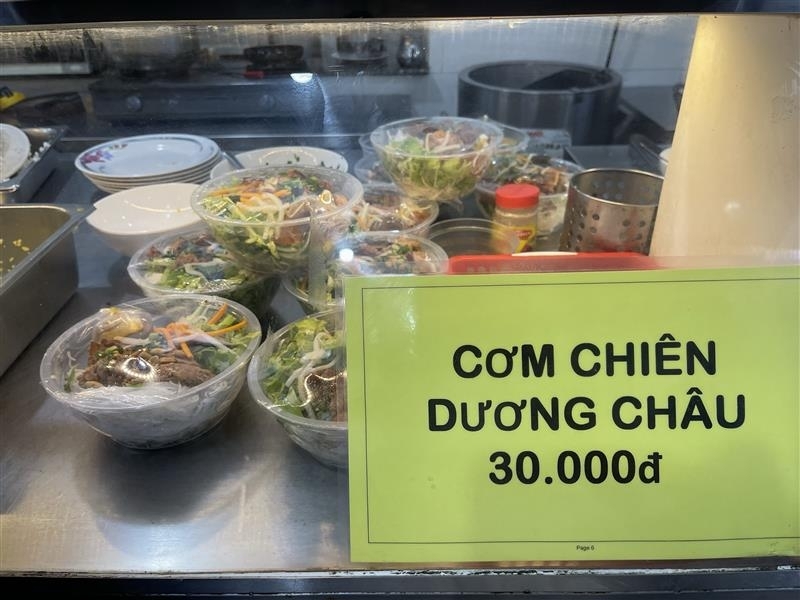 CƠM CHIÊN
DƯƠNG CHÂU
30.000đ
Page 6